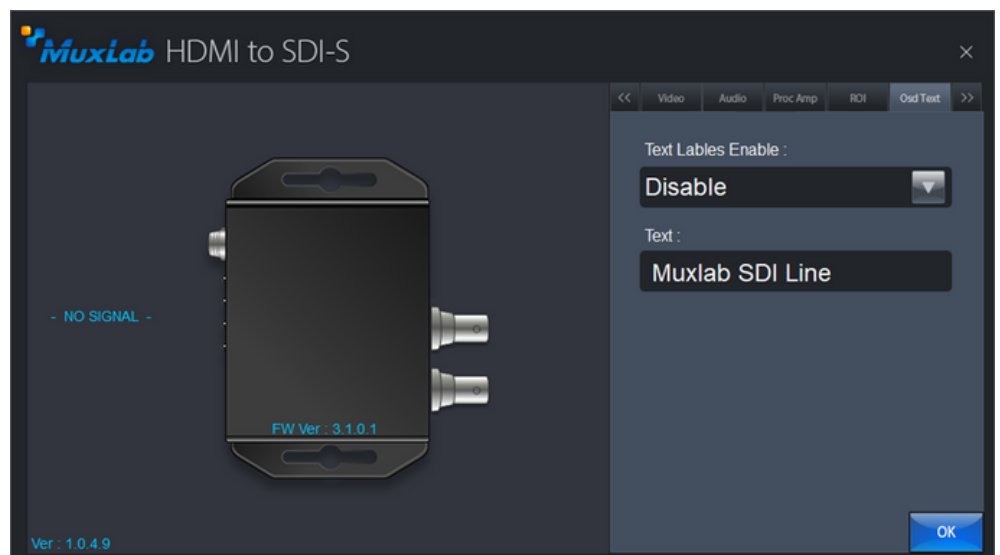 MuxLab HDMI to SDI-S ×
<< Video Audio Proc Amp ROI Osd Text >>
Text Lables Enable :
Disable
Text :
Muxlab SDI Line
- NO SIGNAL -
FW Ver : 3.1.0.1
Ver : 1.0.4.9
OK